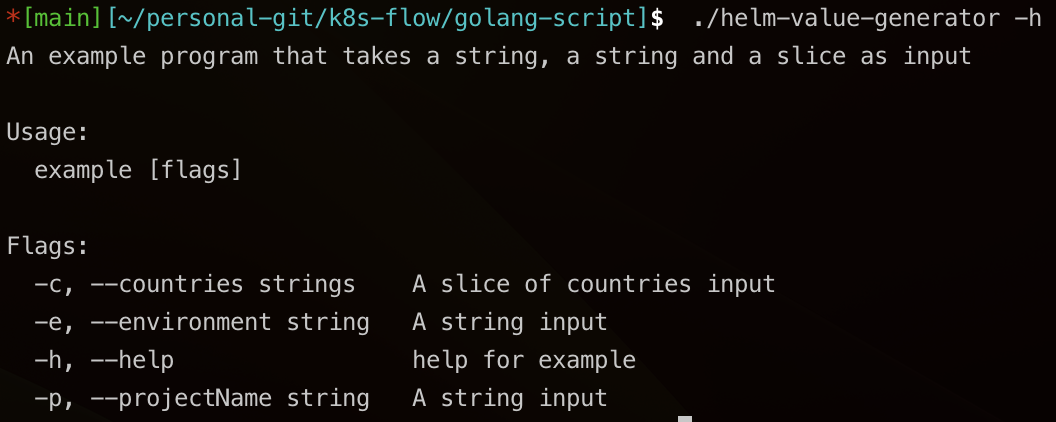 *[main][~/personal-git/k8s-flow/golang-script]$ ./helm-value-generator -h
An example program that takes a string, a string and a slice as input
Usage:
example [flags]
Flags:
-c, --countries strings A slice of countries input
-e, --environment string A string input
-h, --help help for example
-p, --projectName string A string input